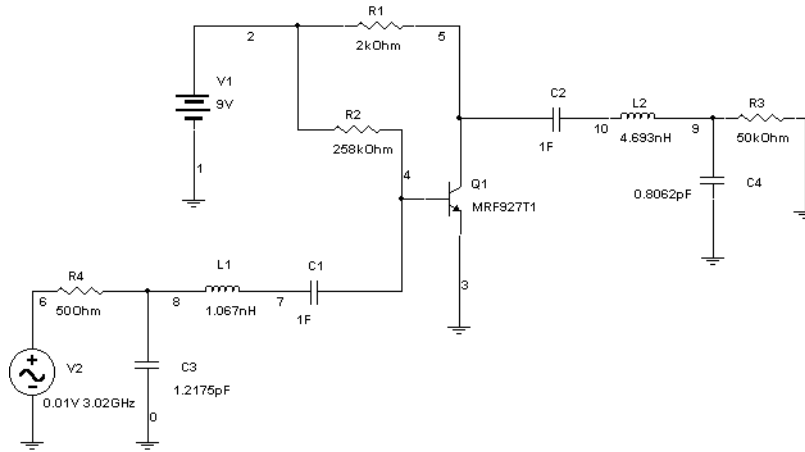 R1
2
5
2kOhm
V1
9V
R2
258kOhm
1
4
C2
L2
R3
10
9
1F
4.693nH
50kOhm
Q1
MRF927T1
C4
0.8062pF
R4
L1
C1
6
8
7
3
50Ohm
1.067nH
1F
V2
C3
0.01V 3.02GHz
1.2175pF
0